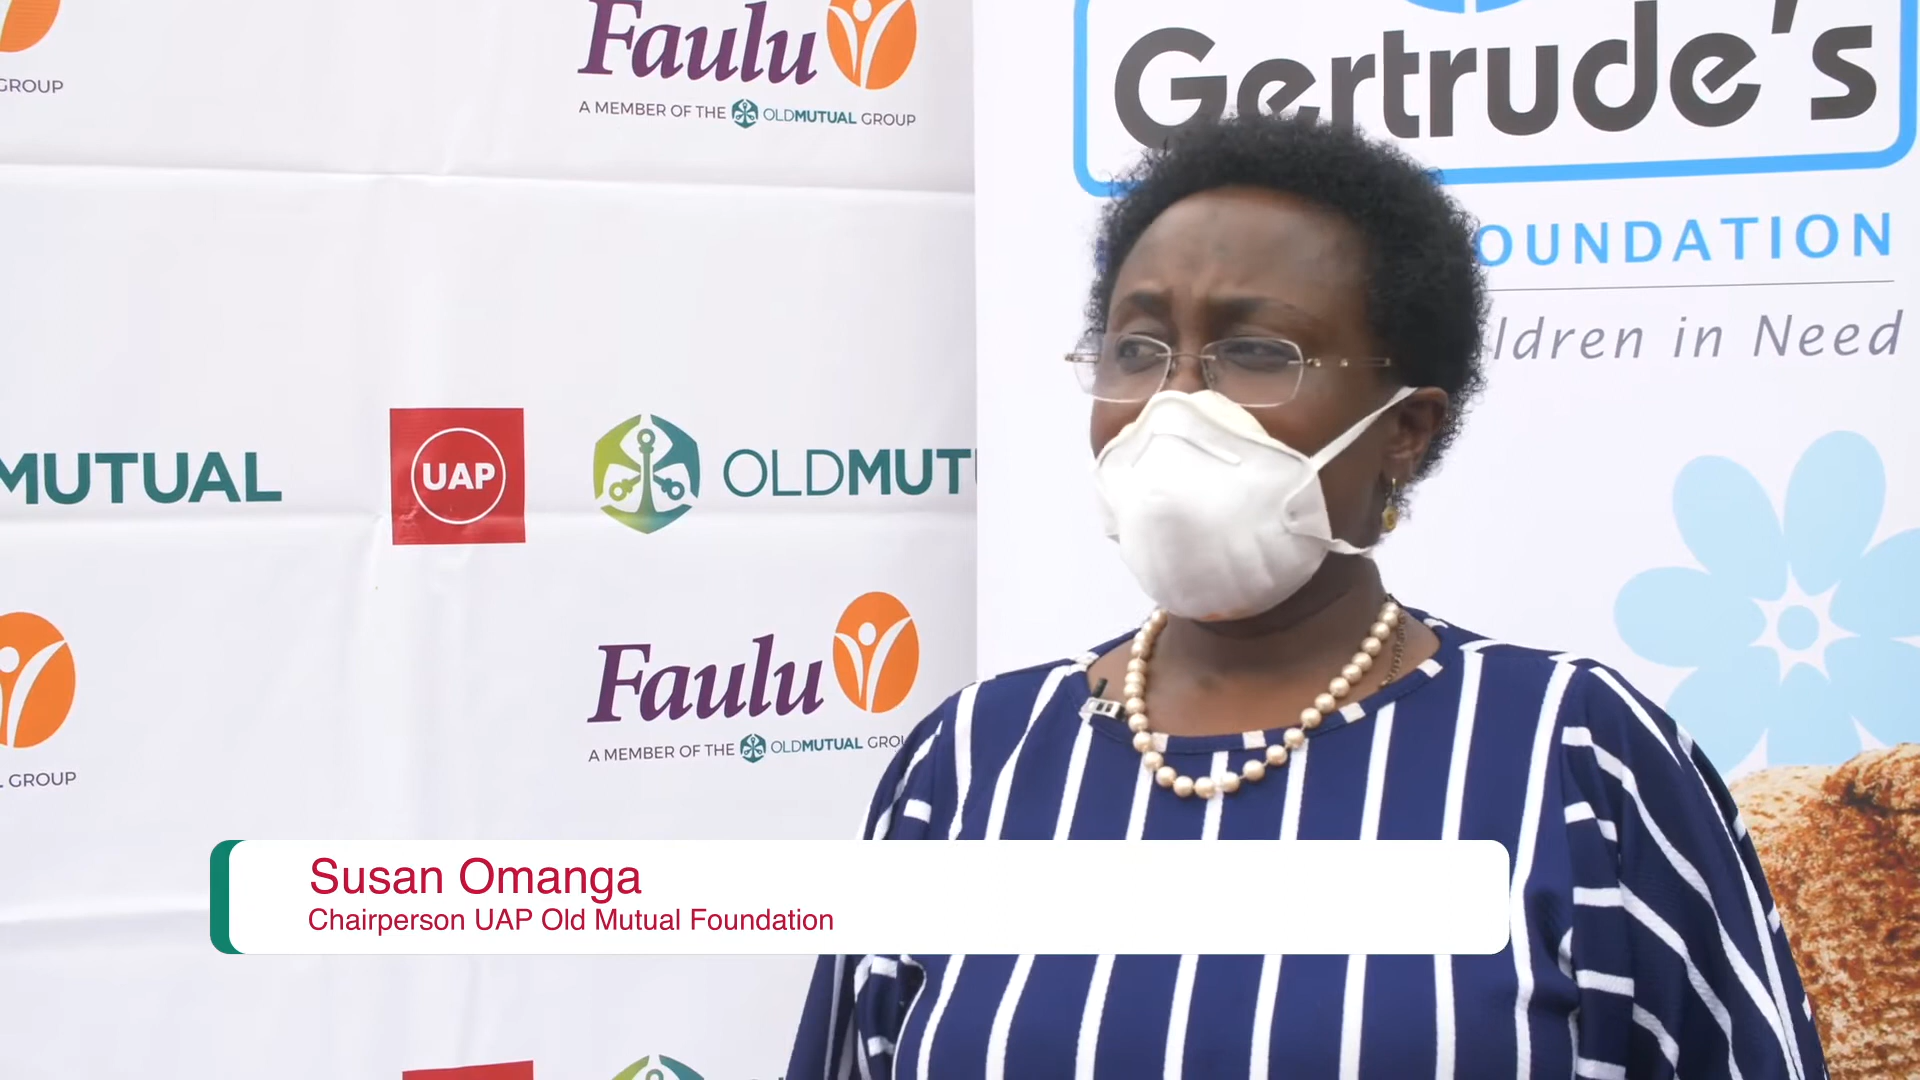 GROUP
Faulu
A MEMBER OF THE OLDMUTUAL GROUP
Gertrude's
OUNDATION
ldren in Need
MUTUAL
UAP
OLDMUT
Faulu
A MEMBER OF THE OLDMUTUAL GROU
GROUP
Susan Omanga
Chairperson UAP Old Mutual Foundation